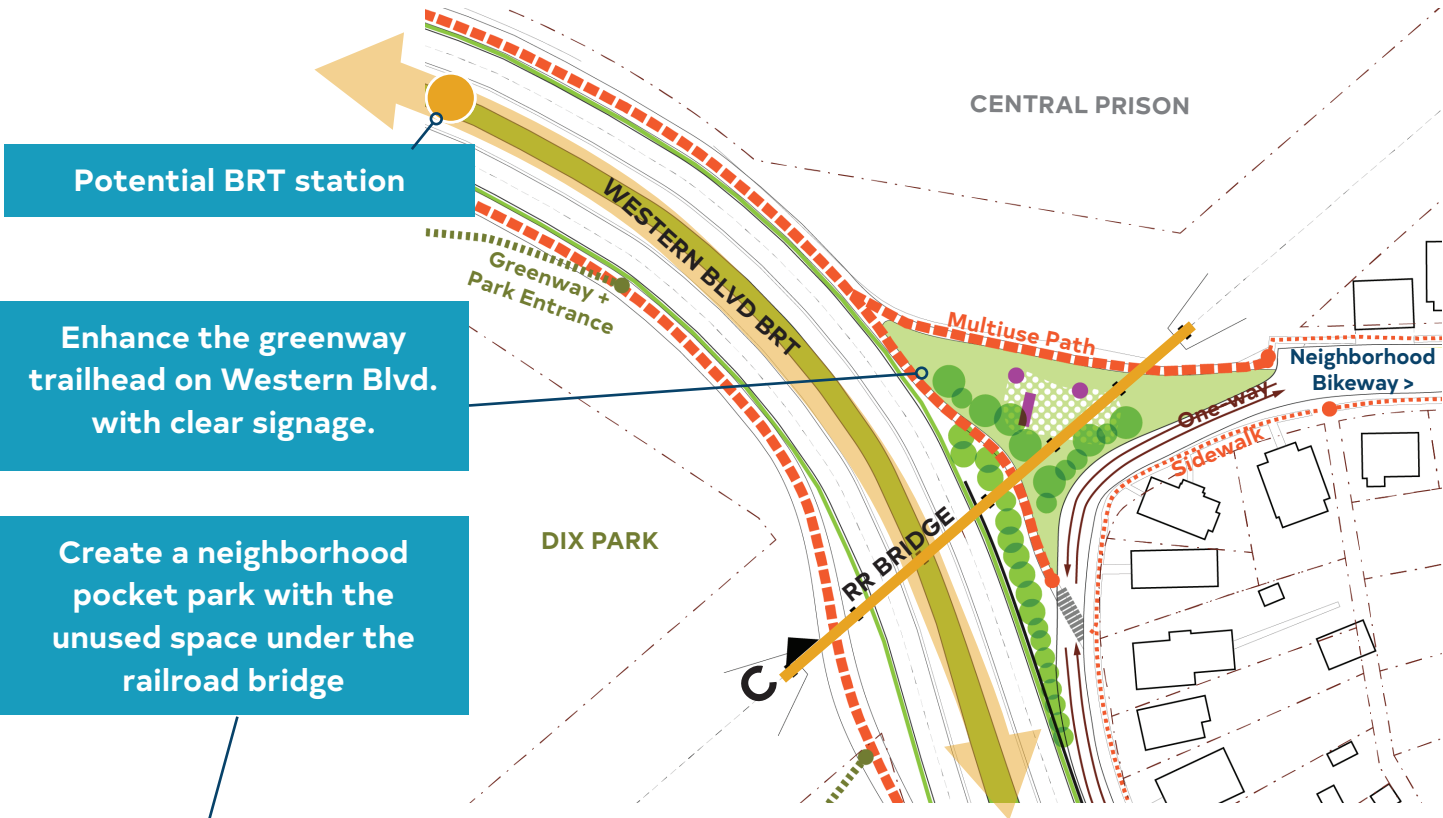 CENTRAL PRISON
Potential BRT station
WESTERN BLVD BRT
Greenway +
Park Entrance
Enhance the greenway
trailhead on Western Blvd.
with clear signage.
Multiuse Path
Neighborhood
Bikeway >
One-way
Sidewalk
DIX PARK
RR BRIDGE
C
Create a neighborhood
pocket park with the
unused space under the
railroad bridge